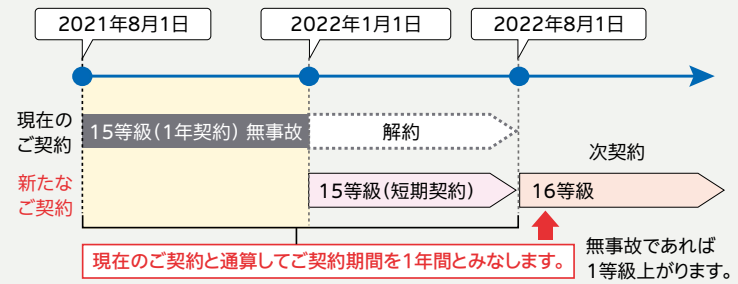 2021年8月1日
2022年1月1日
2022年8月1日
現在の
ご契約
15等級(1年契約) 無事故
解約
次契約
新たな
ご契約
15等級(短期契約)
16等級
現在のご契約と通算してご契約期間を1年間とみなします。
無事故であれば
1等級上がります。